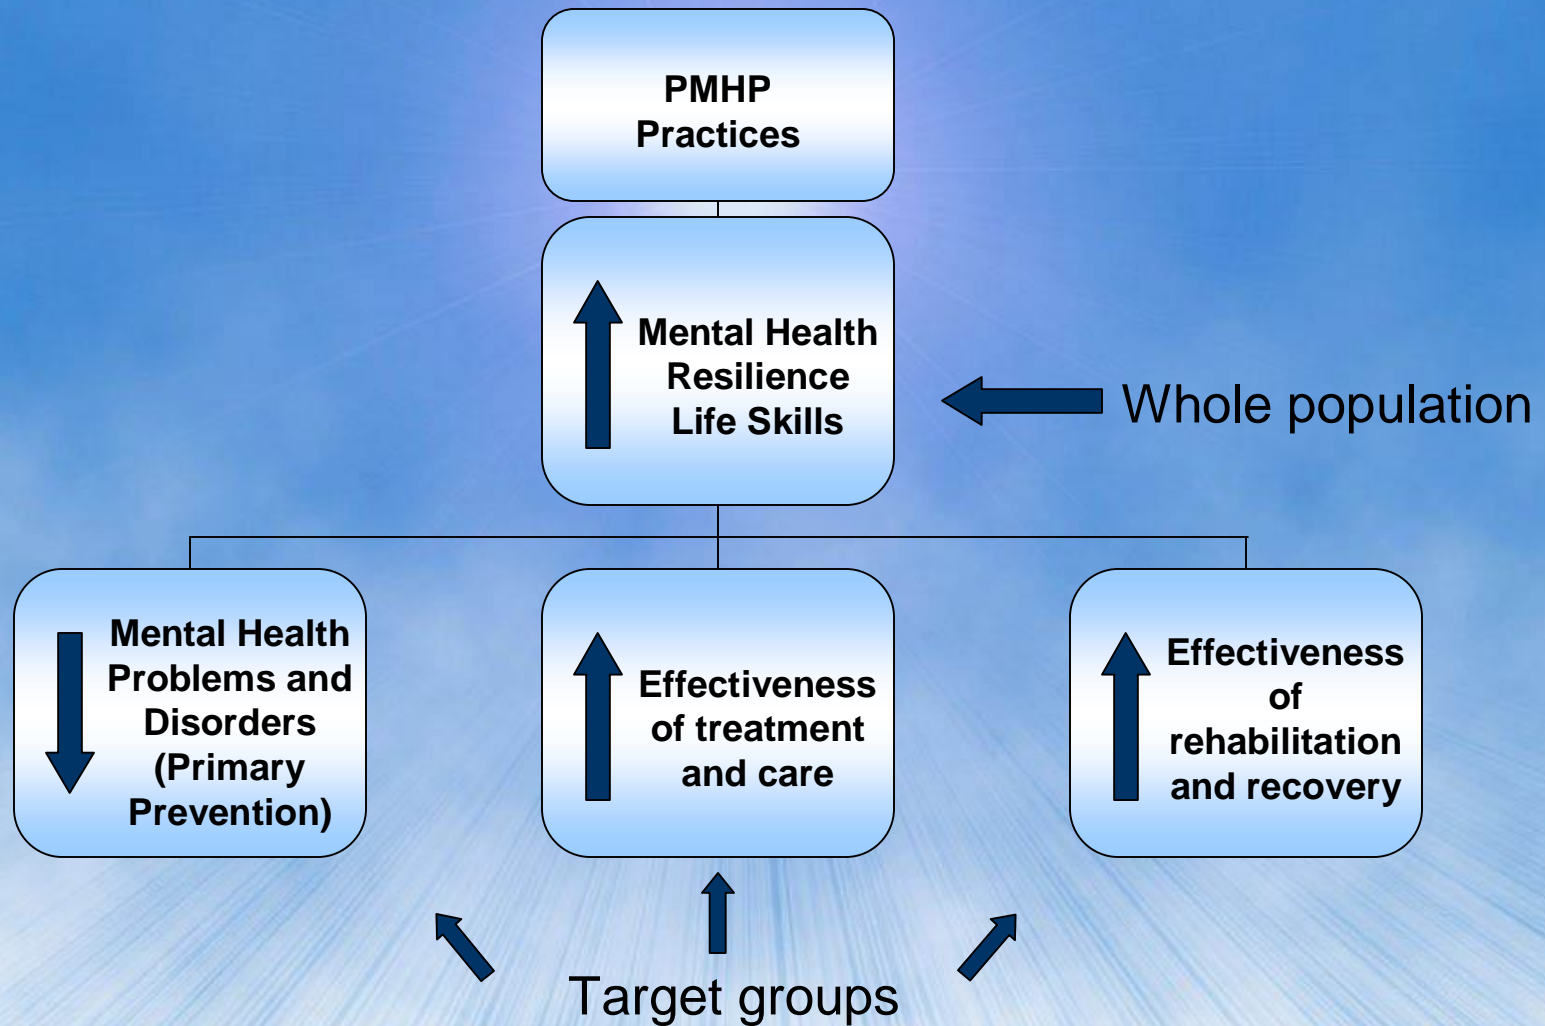 PMHP
Practices
Mental Health
Resilience
Life Skills
Whole population
Mental Health
Problems and
Disorders
(Primary
Prevention)
Effectiveness
of treatment
and care
Effectiveness
of
rehabilitation
and recovery
Target groups